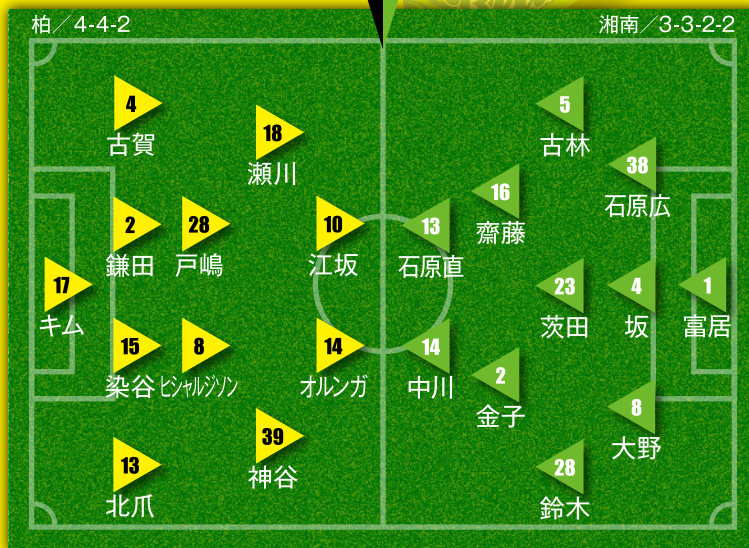 柏／4-4-2
湘南／3-3-2-2
4
古賀
18
瀬川
2
鎌田
28
戸嶋
10
江坂
17
キム
15
染谷
8
ヒシャルジソン
14
オルンガ
13
北爪
39
神谷
5
古林
38
石原広
16
齋藤
13
石原直
23
茨田
4
坂
1
富居
14
中川
2
金子
8
大野
28
鈴木